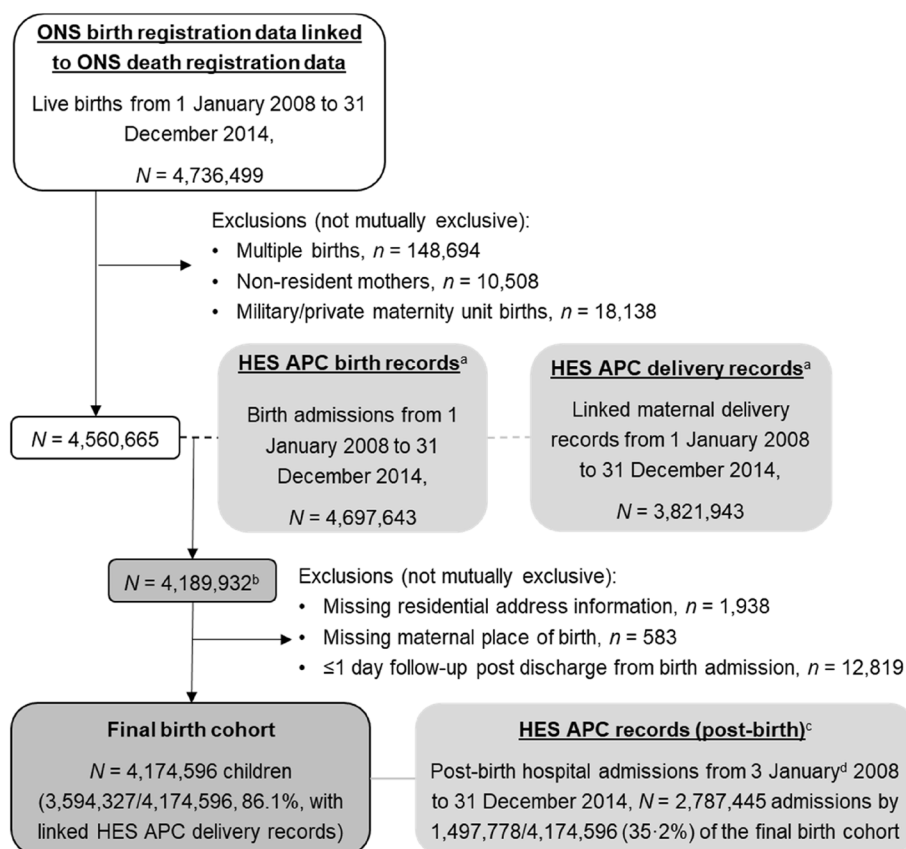 ONS birth registration data linked
to ONS death registration data
Live births from 1 January 2008 to 31
December 2014,
N = 4,736,499
Exclusions (not mutually exclusive):
• Multiple births, n = 148,694
• Non-resident mothers, n = 10,508
• Military/private maternity unit births, n = 18,138
HES APC birth recordsᵃ
Birth admissions from 1
January 2008 to 31
December 2014,
N = 4,697,643
HES APC delivery recordsᵃ
Linked maternal delivery
records from 1 January 2008
to 31 December 2014,
N = 3,821,943
N = 4,560,665
N = 4,189,932ᵇ
Exclusions (not mutually exclusive):
• Missing residential address information, n = 1,938
• Missing maternal place of birth, n = 583
• ≤1 day follow-up post discharge from birth admission, n = 12,819
Final birth cohort
N = 4,174,596 children
(3,594,327/4,174,596, 86.1%, with
linked HES APC delivery records)
HES APC records (post-birth)ᶜ
Post-birth hospital admissions from 3 Januaryᵈ 2008
to 31 December 2014, N = 2,787,445 admissions by
1,497,778/4,174,596 (35·2%) of the final birth cohort